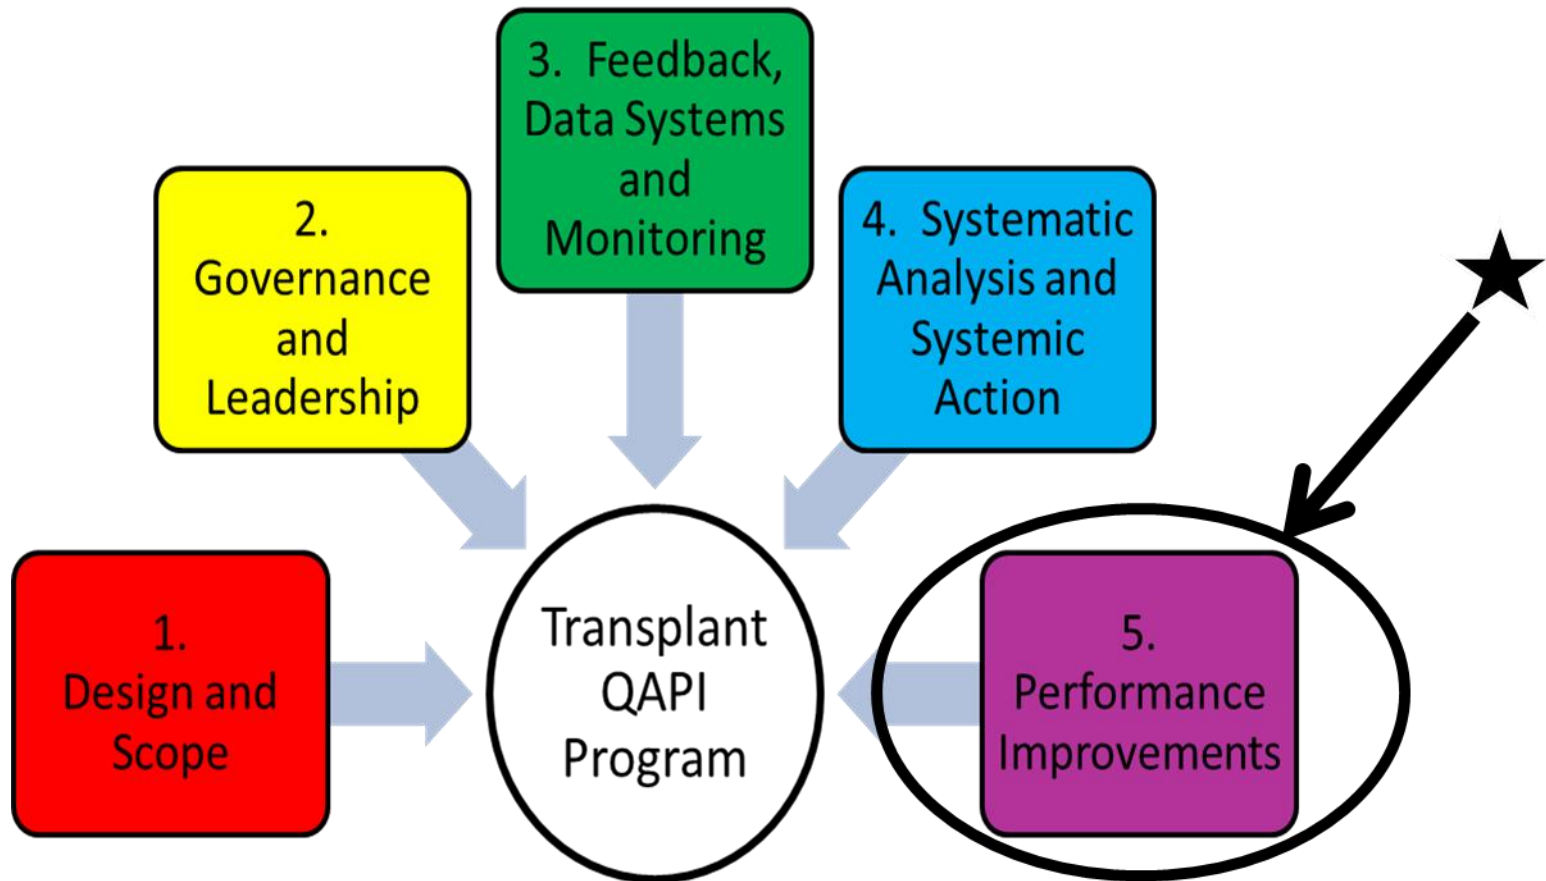 1.
Design and
Scope
2.
Governance
and
Leadership
3. Feedback,
Data Systems
and
Monitoring
4. Systematic
Analysis and
Systemic
Action
5.
Performance
Improvements
Transplant
QAPI
Program